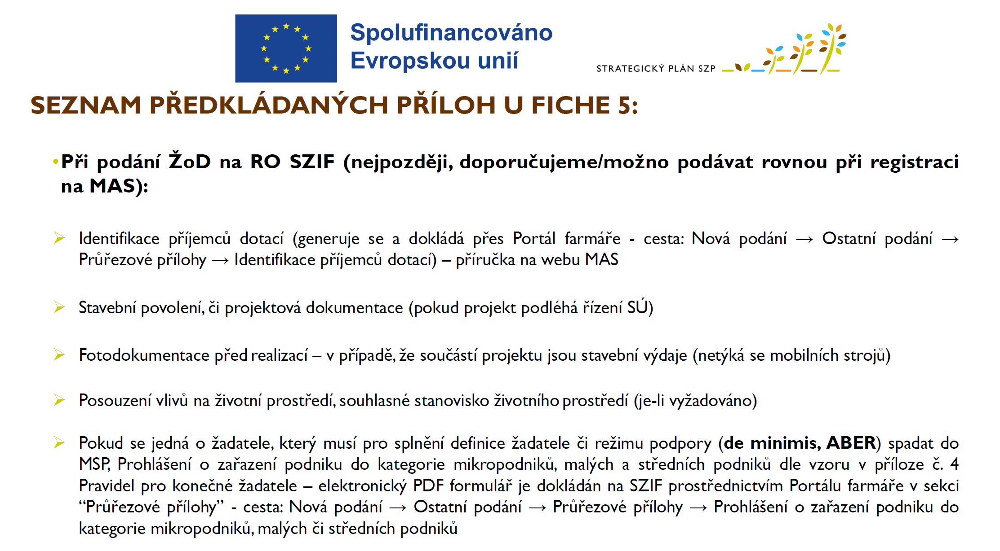 Spolufinancováno
Evropskou unií
STRATEGICKÝ PLÁN SZP
SEZNAM PŘEDKLÁDANÝCH PŘÍLOH U FICHE 5:
•Při podání ŽoD na RO SZIF (nejpozději, doporučujeme/možno podávat rovnou při registraci
na MAS):
Identifikace příjemců dotací (generuje se a dokládá přes Portál farmáře - cesta: Nová podání → Ostatní podání →
Průřezové přílohy → Identifikace příjemců dotací) – příručka na webu MAS
Stavební povolení, či projektová dokumentace (pokud projekt podléhá řízení SÚ)
Fotodokumentace před realizací – v případě, že součástí projektu jsou stavební výdaje (netýká se mobilních strojů)
Posouzení vlivů na životní prostředí, souhlasné stanovisko životního prostředí (je-li vyžadováno)
Pokud se jedná o žadatele, který musí pro splnění definice žadatele či režimu podpory (de minimis, ABER) spadat do
MSP, Prohlášení o zařazení podniku do kategorie mikropodniků, malých a středních podniků dle vzoru v příloze č. 4
Pravidel pro konečné žadatele – elektronický PDF formulář je dokládán na SZIF prostřednictvím Portálu farmáře v sekci
“Průřezové přílohy” - cesta: Nová podání → Ostatní podání → Průřezové přílohy → Prohlášení o zařazení podniku do
kategorie mikropodniků, malých či středních podniků